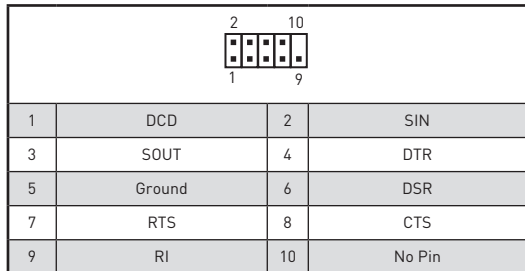 2 10
1 9
1 DCD 2 SIN
3 SOUT 4 DTR
5 Ground 6 DSR
7 RTS 8 CTS
9 RI 10 No Pin